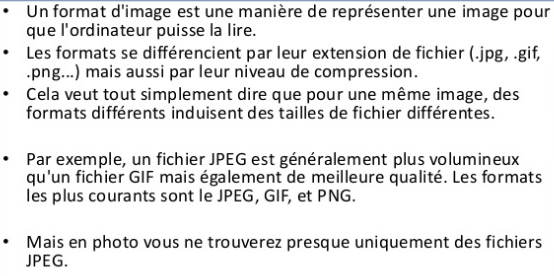 • Un format d'image est une manière de représenter une image pour
que l'ordinateur puisse la lire.
• Les formats se différencient par leur extension de fichier (.jpg, .gif,
.png...) mais aussi par leur niveau de compression.
• Cela veut tout simplement dire que pour une même image, des
formats différents induisent des tailles de fichier différentes.
• Par exemple, un fichier JPEG est généralement plus volumineux
qu'un fichier GIF mais également de meilleure qualité. Les formats
les plus courants sont le JPEG, GIF, et PNG.
• Mais en photo vous ne trouverez presque uniquement des fichiers
JPEG.